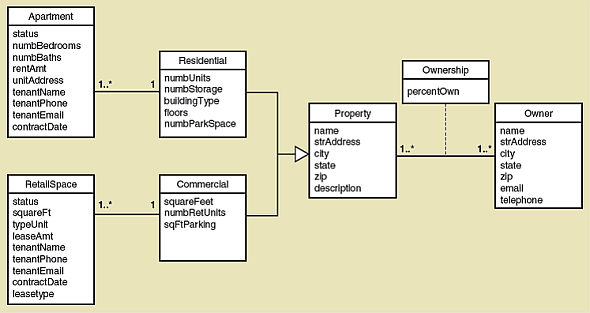 Apartment
status
numbBedrooms
numbBaths
rentAmt
unitAddress
tenantName
tenantPhone
tenantEmail
contractDate
1..*
1
Residential
numbUnits
numbStorage
buildingType
floors
numbParkSpace
RetailSpace
status
squareFt
typeUnit
leaseAmt
tenantName
tenantPhone
tenantEmail
contractDate
leasetype
1..*
1
Commercial
squareFeet
numbRetUnits
sqFtParking
Property
name
strAddress
city
state
zip
description
1..*
Ownership
percentOwn
1..*
Owner
name
strAddress
city
state
zip
email
telephone